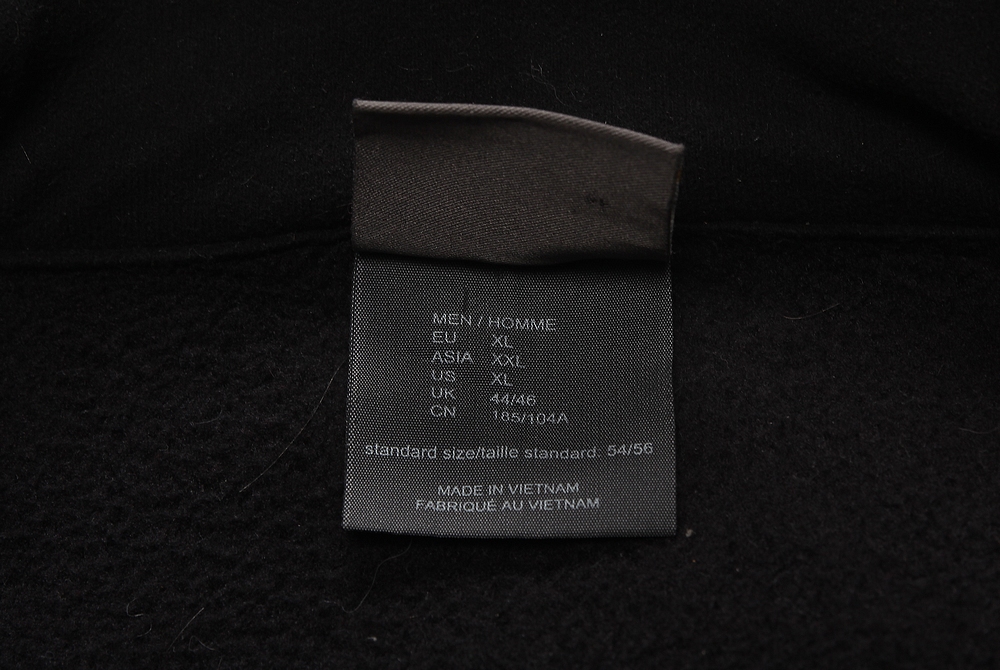 MEN / HOMME
EU XL
ASIA XXL
US XL
UK 44/46
CN 185/104A
standard size/taille standard: 54/56
MADE IN VIETNAM
FABRIQUÉ AU VIETNAM